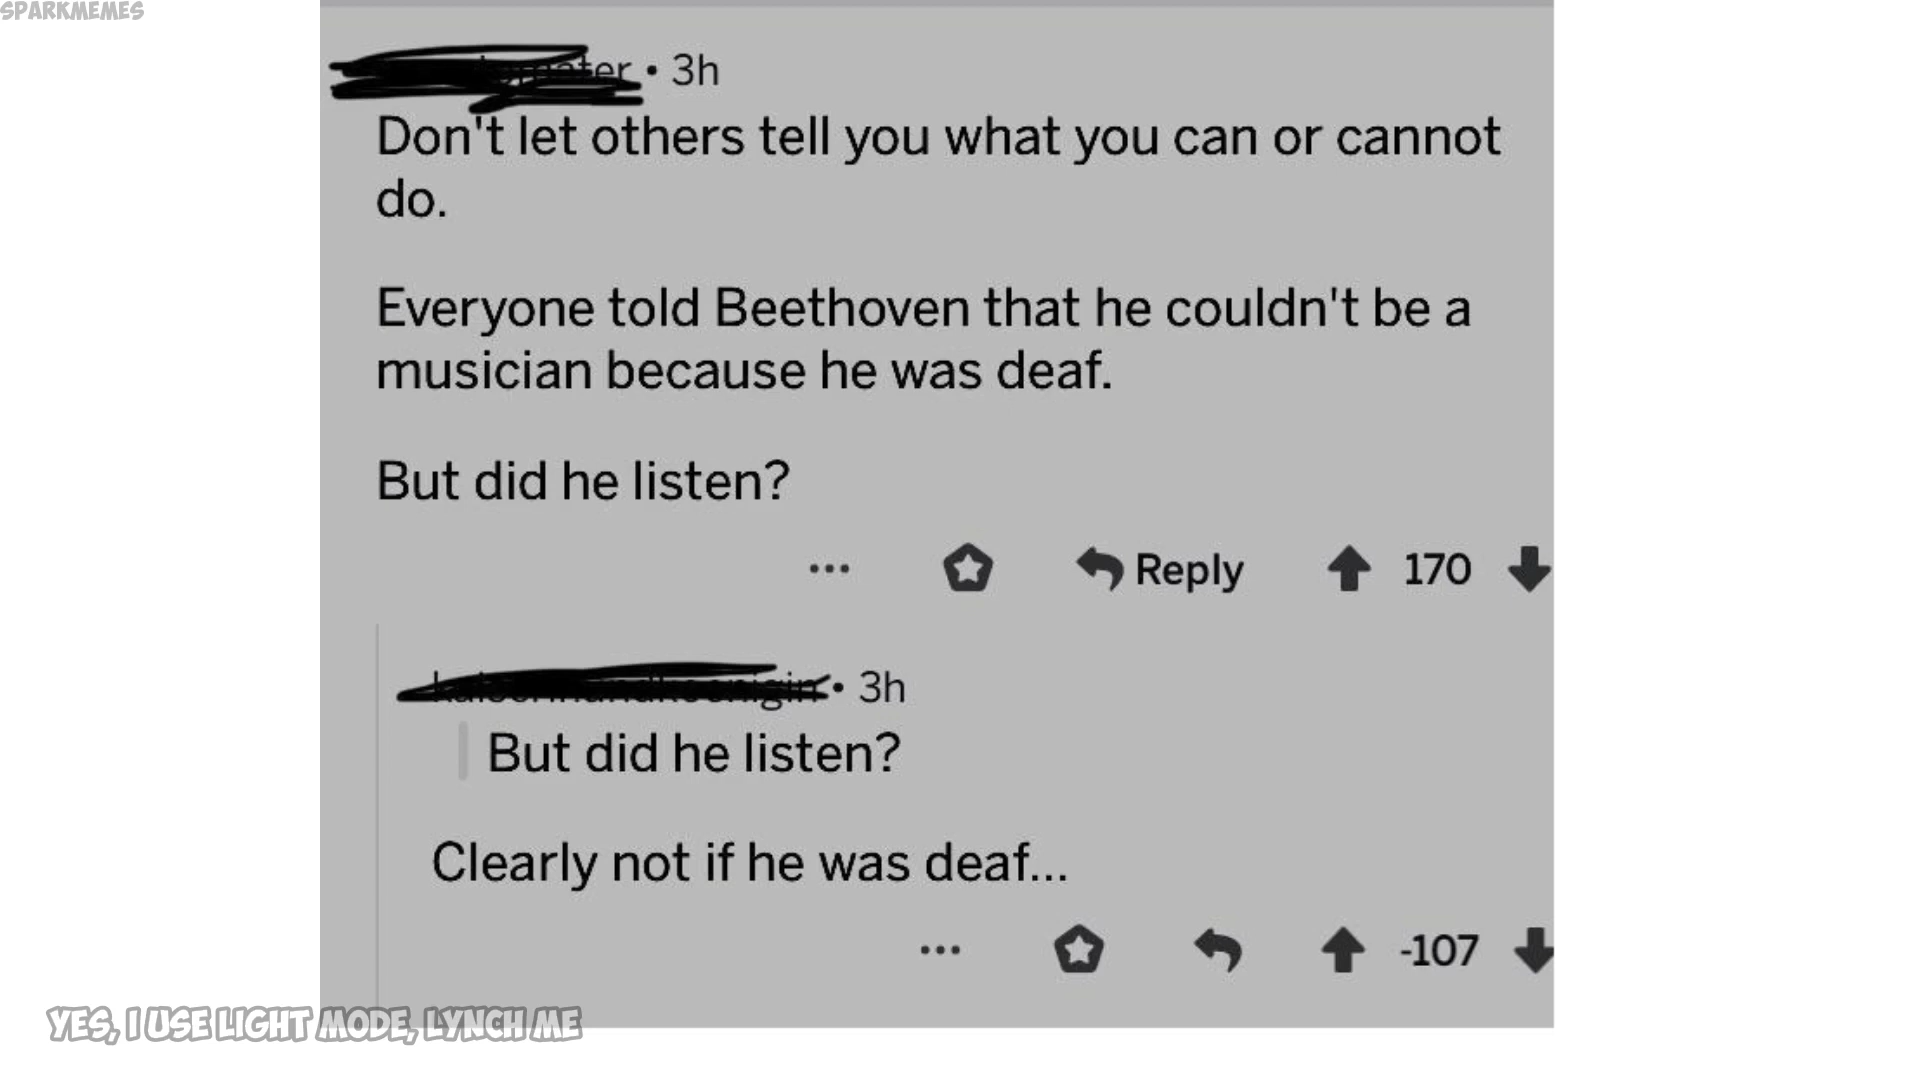 SPARKMEMES
• 3h
Don't let others tell you what you can or cannot
do.
Everyone told Beethoven that he couldn't be a
musician because he was deaf.
But did he listen?
... Reply 170
• 3h
But did he listen?
Clearly not if he was deaf...
... -107
YES, I USE LIGHT MODE, LYNCH ME